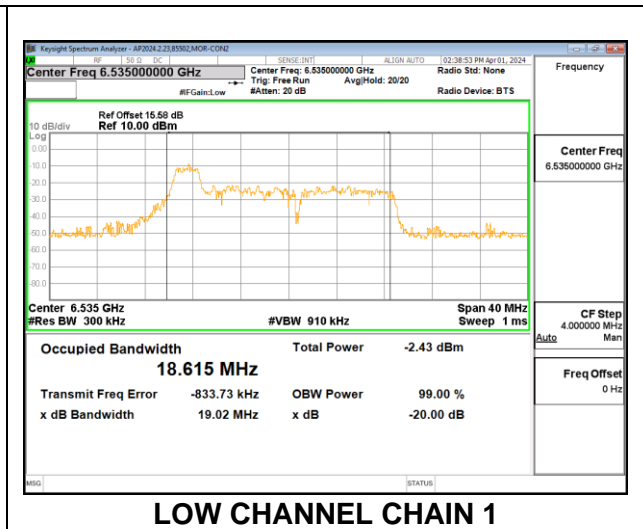 Keysight Spectrum Analyzer - AP2024.2.23,85502,MOR-CON2
RF 50 Ω DC SENSE:INT ALIGN AUTO 02:38:53 PM Apr 01, 2024
Center Freq 6.535000000 GHz Center Freq: 6.535000000 GHz Radio Std: None Frequency
Trig: Free Run Avg|Hold: 20/20
#IFGain:Low #Atten: 20 dB Radio Device: BTS
Ref Offset 15.58 dB
10 dB/div Ref 10.00 dBm
Log
0.00
-10.0
-20.0
-30.0
-40.0
-50.0
-60.0
-70.0
-80.0
Center Freq
6.535000000 GHz
Center 6.535 GHz Span 40 MHz
#Res BW 300 kHz #VBW 910 kHz Sweep 1 ms
CF Step
4.000000 MHz
Auto Man
Occupied Bandwidth Total Power -2.43 dBm
18.615 MHz
Freq Offset
0 Hz
Transmit Freq Error -833.73 kHz OBW Power 99.00 %
x dB Bandwidth 19.02 MHz x dB -20.00 dB
MSG STATUS
LOW CHANNEL CHAIN 1